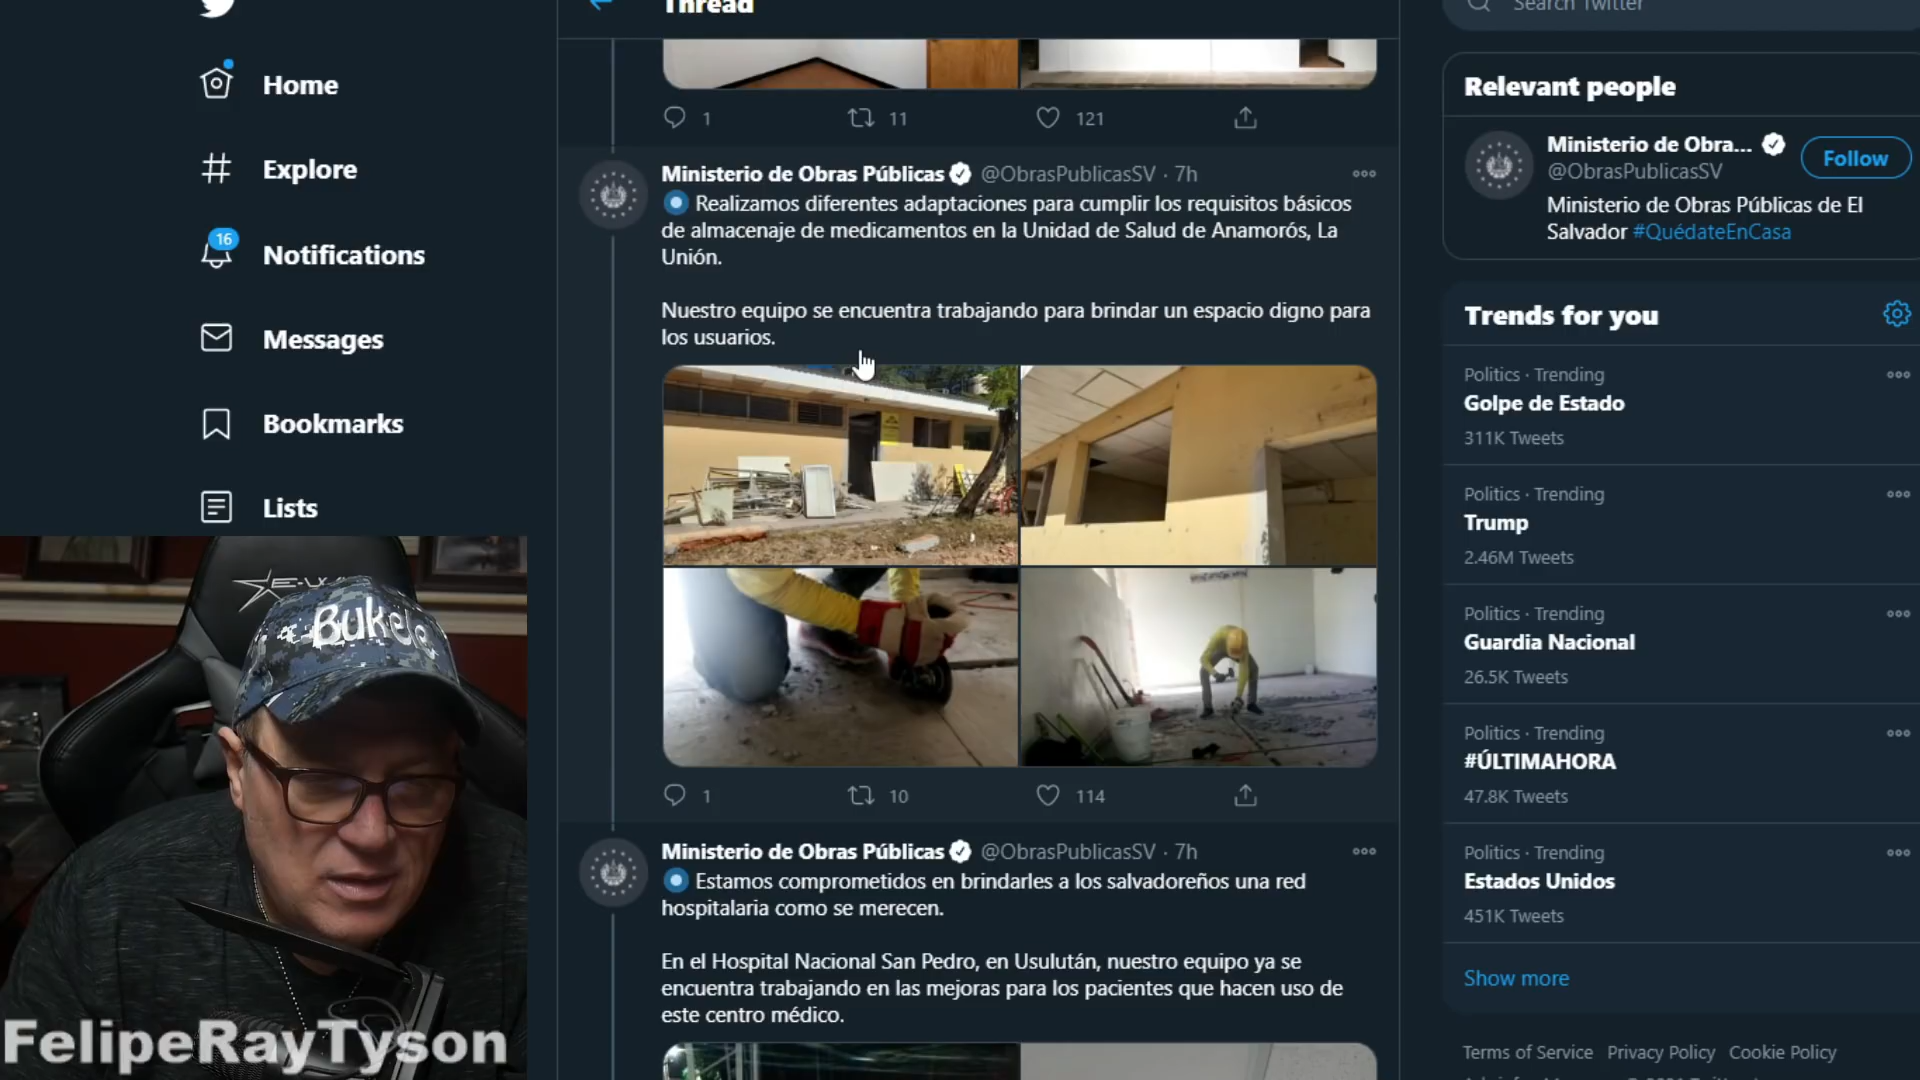 Thread
Search Twitter
Home
Explore
16
Notifications
Messages
Bookmarks
Lists
1
11
121
Ministerio de Obras Públicas @ObrasPublicasSV · 7h
Realizamos diferentes adaptaciones para cumplir los requisitos básicos
de almacenaje de medicamentos en la Unidad de Salud de Anamorós, La
Unión.
Nuestro equipo se encuentra trabajando para brindar un espacio digno para
los usuarios.
1
10
114
Ministerio de Obras Públicas @ObrasPublicasSV · 7h
Estamos comprometidos en brindarles a los salvadoreños una red
hospitalaria como se merecen.
En el Hospital Nacional San Pedro, en Usulután, nuestro equipo ya se
encuentra trabajando en las mejoras para los pacientes que hacen uso de
este centro médico.
Relevant people
Ministerio de Obra...
@ObrasPublicasSV
Follow
Ministerio de Obras Públicas de El
Salvador #QuédateEnCasa
Trends for you
Politics · Trending
Golpe de Estado
311K Tweets
Politics · Trending
Trump
2.46M Tweets
Politics · Trending
Guardia Nacional
26.5K Tweets
Politics · Trending
#ÚLTIMAHORA
47.8K Tweets
Politics · Trending
Estados Unidos
451K Tweets
Show more
Terms of Service Privacy Policy Cookie Policy
Bukele
FelipeRayTyson